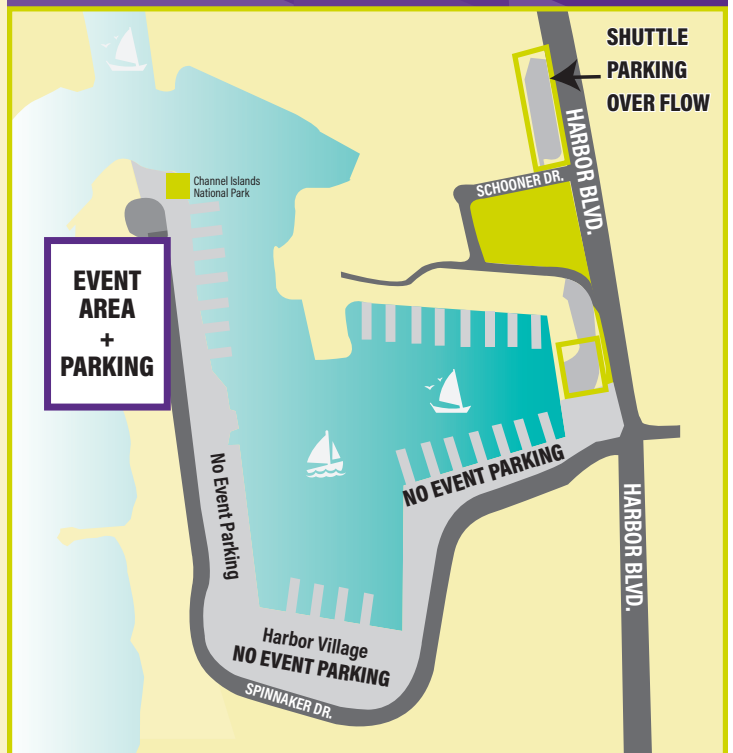 SHUTTLE
PARKING
OVER FLOW
HARBOR BLVD.
SCHOONER DR.
Channel Islands
National Park
EVENT
AREA
+
PARKING
No Event Parking
NO EVENT PARKING
HARBOR BLVD.
Harbor Village
NO EVENT PARKING
SPINNAKER DR.